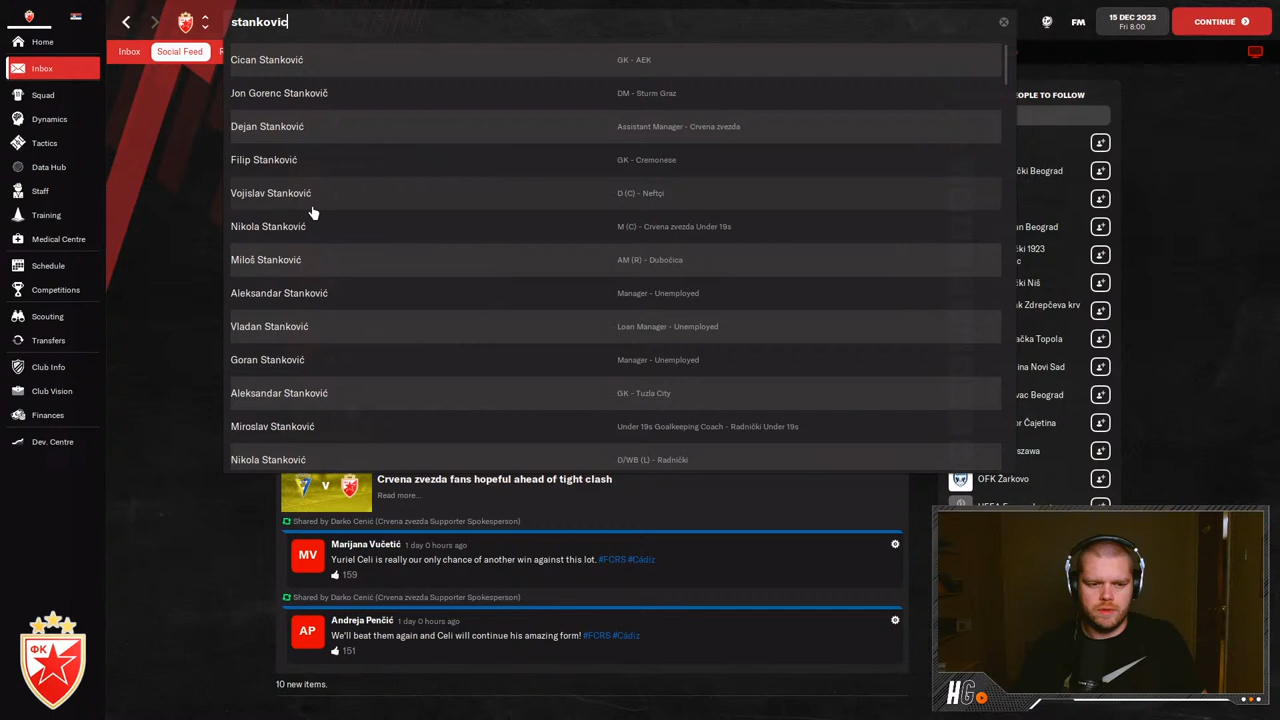 stankovic
FM
15 DEC 2023
Fri 8:00
CONTINUE
Home
Inbox
Squad
Dynamics
Tactics
Data Hub
Staff
Training
Medical Centre
Schedule
Competitions
Scouting
Transfers
Club Info
Club Vision
Finances
Dev. Centre
ФК
Inbox
Social Feed
Cican Stanković
GK - AEK
Jon Gorenc Stankovič
DM - Sturm Graz
Dejan Stanković
Assistant Manager - Crvena zvezda
Filip Stanković
GK - Cremonese
Vojislav Stanković
D (C) - Neftçi
Nikola Stanković
M (C) - Crvena zvezda Under 19s
Miloš Stanković
AM (R) - Dubočica
Aleksandar Stanković
Manager - Unemployed
Vladan Stanković
Loan Manager - Unemployed
Goran Stanković
Manager - Unemployed
Aleksandar Stanković
GK - Tuzla City
Miroslav Stanković
Under 19s Goalkeeping Coach - Radnički Under 19s
Nikola Stanković
D/WB (L) - Radnički
EOPLE TO FOLLOW
čki Beograd
an Beograd
čki 1923
čki Niš
ak Zdrepčeva krv
ačka Topola
ina Novi Sad
vac Beograd
or Čajetina
szawa
OFK Žarkovo
v
Crvena zvezda fans hopeful ahead of tight clash
Read more...
Shared by Darko Cenić (Crvena zvezda Supporter Spokesperson)
MV
Marijana Vučetić 1 day 0 hours ago
Yuriel Celi is really our only chance of another win against this lot. #FCRS #Cádiz
159
Shared by Darko Cenić (Crvena zvezda Supporter Spokesperson)
AP
Andreja Penčić 1 day 0 hours ago
We'll beat them again and Celi will continue his amazing form! #FCRS #Cádiz
151
10 new items.
HG